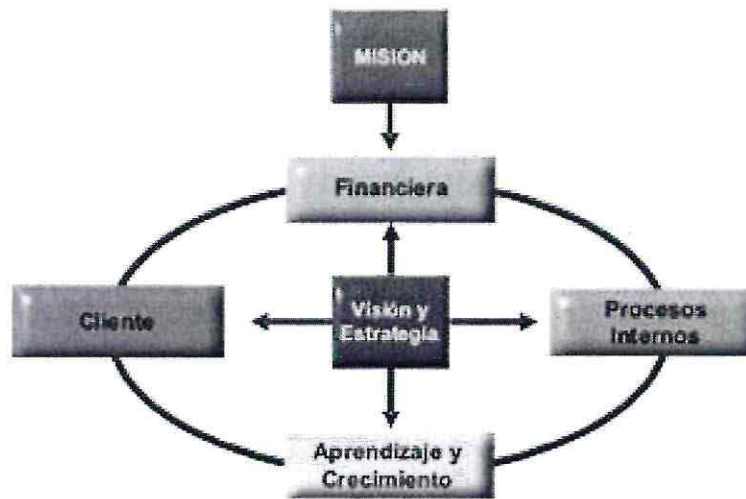 MISION
Financiera
Cliente
Visión y
Estrategia
Procesos
Internos
Aprendizaje y
Crecimiento